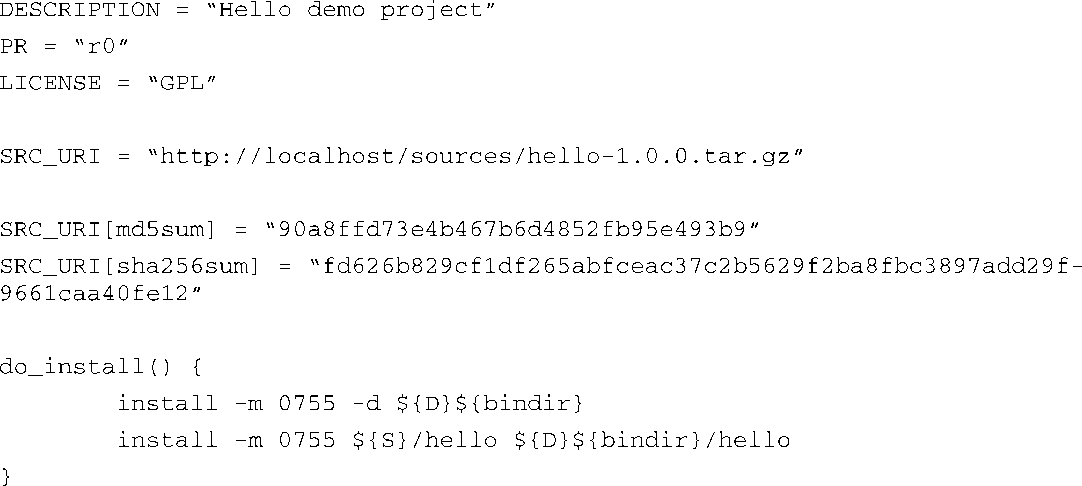 DESCRIPTION = “Hello demo project”
PR = “r0”
LICENSE = “GPL”
SRC_URI = “http://localhost/sources/hello-1.0.0.tar.gz”
SRC_URI[md5sum] = “90a8ffd73e4b467b6d4852fb95e493b9”
SRC_URI[sha256sum] = “fd626b829cf1df265abfceac37c2b5629f2ba8fbc3897add29f-
9661caa40fe12”
do_install() {
install -m 0755 -d ${D}${bindir}
install -m 0755 ${S}/hello ${D}${bindir}/hello
}